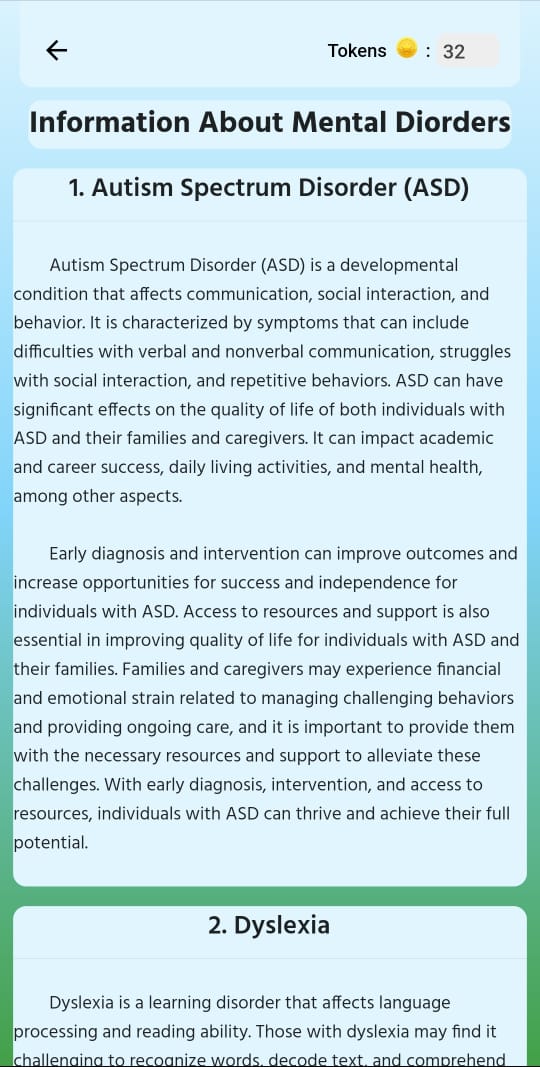 Tokens : 32
Information About Mental Diorders
1. Autism Spectrum Disorder (ASD)
Autism Spectrum Disorder (ASD) is a developmental
condition that affects communication, social interaction, and
behavior. It is characterized by symptoms that can include
difficulties with verbal and nonverbal communication, struggles
with social interaction, and repetitive behaviors. ASD can have
significant effects on the quality of life of both individuals with
ASD and their families and caregivers. It can impact academic
and career success, daily living activities, and mental health,
among other aspects.
Early diagnosis and intervention can improve outcomes and
increase opportunities for success and independence for
individuals with ASD. Access to resources and support is also
essential in improving quality of life for individuals with ASD and
their families. Families and caregivers may experience financial
and emotional strain related to managing challenging behaviors
and providing ongoing care, and it is important to provide them
with the necessary resources and support to alleviate these
challenges. With early diagnosis, intervention, and access to
resources, individuals with ASD can thrive and achieve their full
potential.
2. Dyslexia
Dyslexia is a learning disorder that affects language
processing and reading ability. Those with dyslexia may find it
challenging to recognize words, decode text, and comprehend